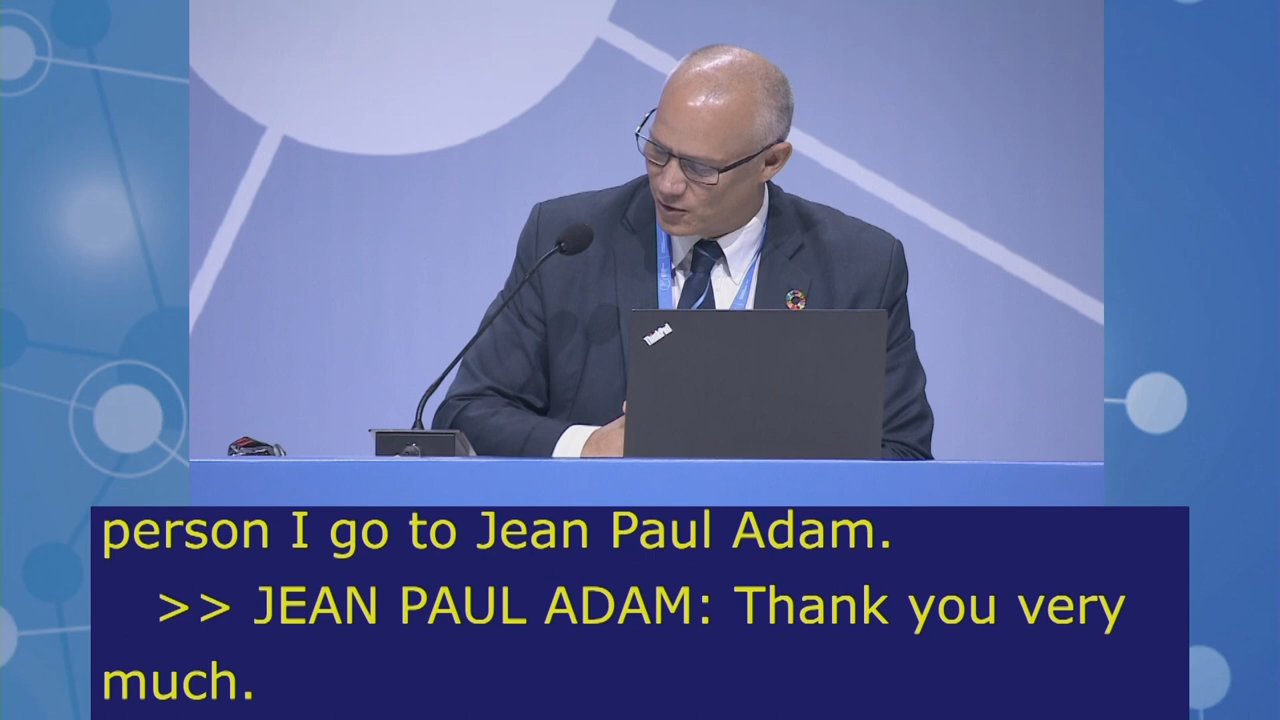 ThinkPad
person I go to Jean Paul Adam.
>> JEAN PAUL ADAM: Thank you very
much.